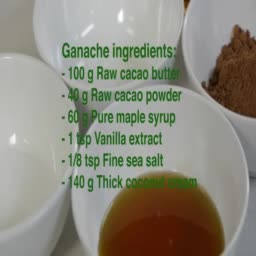 Ganache ingredients:
- 100 g Raw cacao butter
- 40 g Raw cacao powder
- 60 g Pure maple syrup
- 1 tsp Vanilla extract
- 1/8 tsp Fine sea salt
- 140 g Thick coconut cream